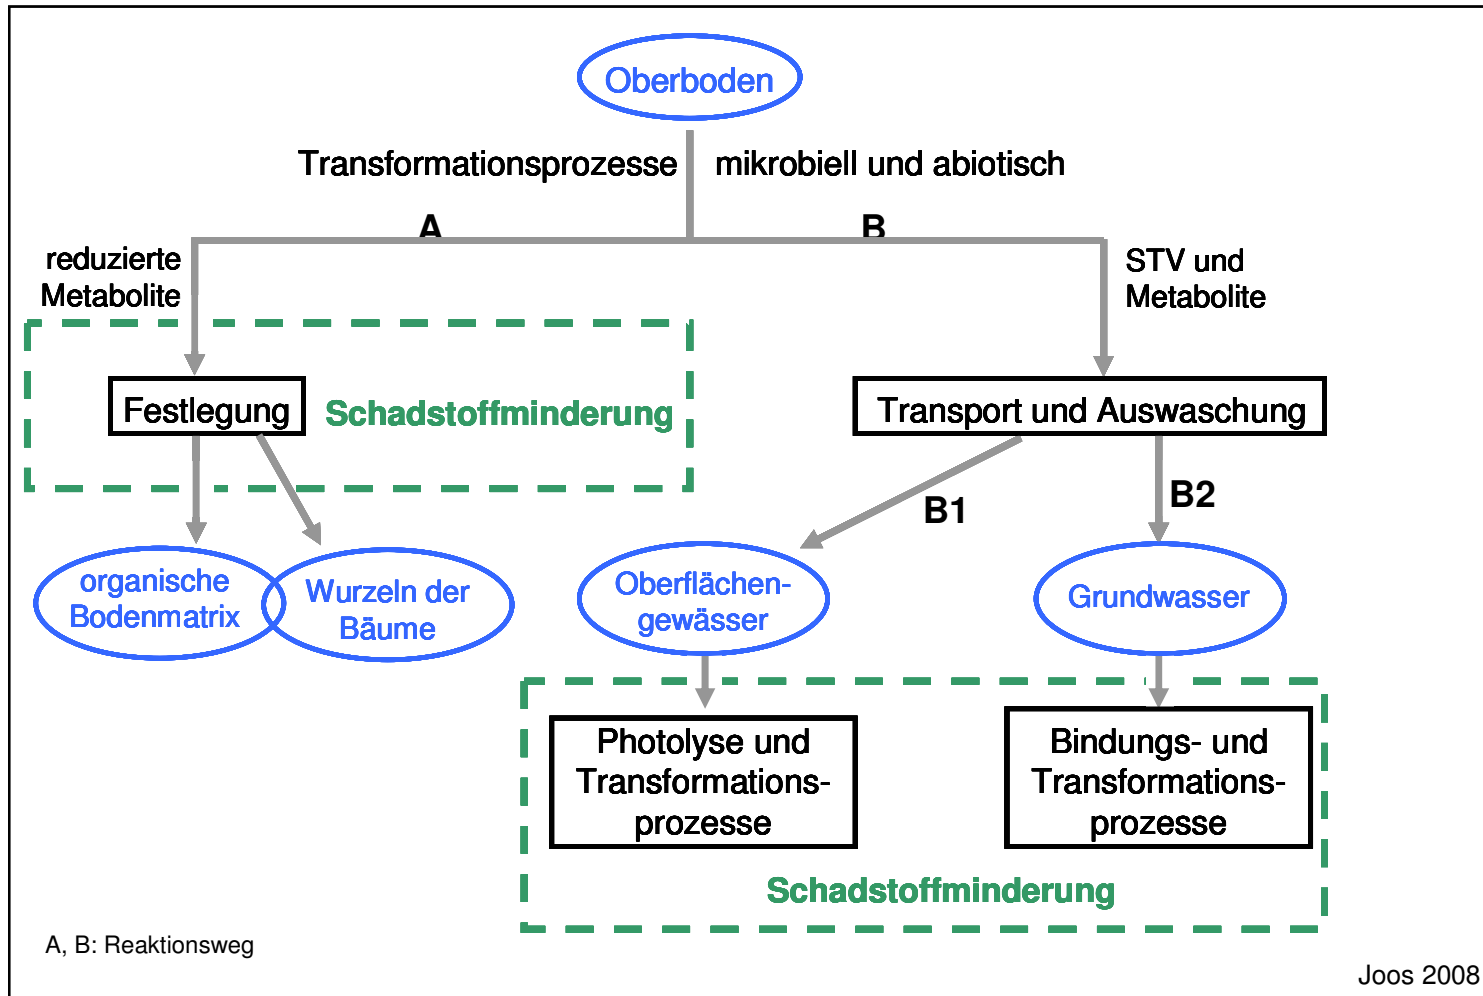 Oberboden
Transformationsprozesse mikrobiell und abiotisch
A
B
reduzierte
Metabolite
STV und
Metabolite
Festlegung
Schadstoffminderung
Transport und Auswaschung
B1
B2
organische
Bodenmatrix
Wurzeln der
Bäume
Oberflächen-
gewässer
Grundwasser
Photolyse und
Transformations-
prozesse
Bindungs- und
Transformations-
prozesse
Schadstoffminderung
A, B: Reaktionsweg
Joos 2008